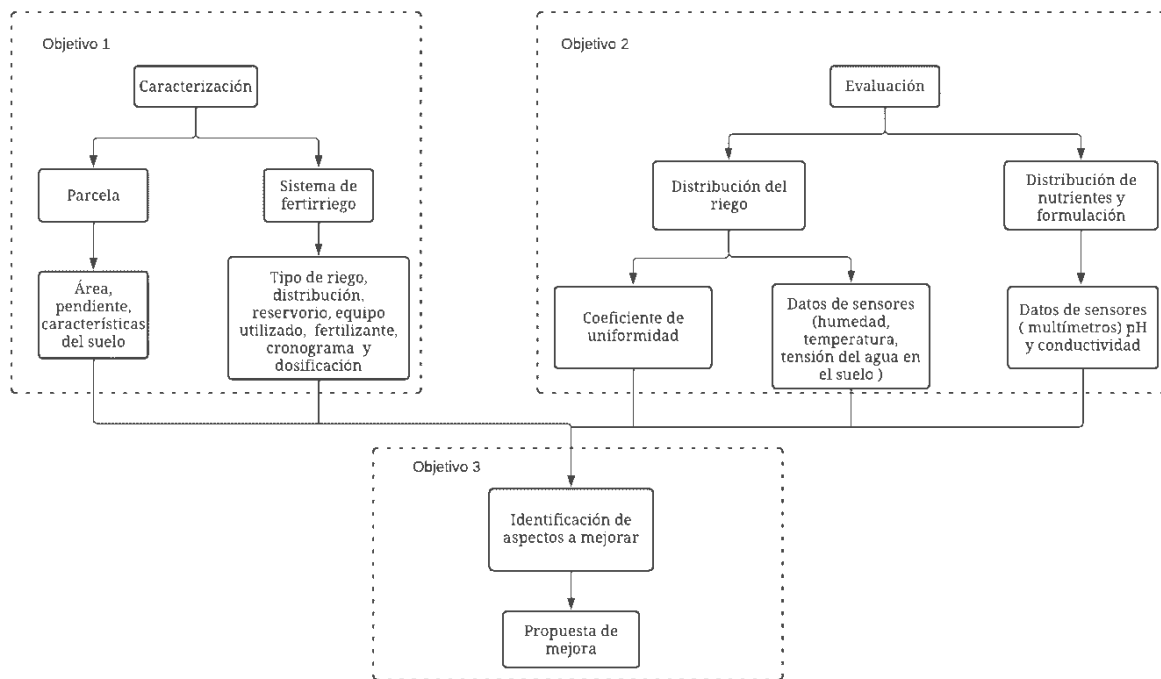 Objetivo 1
Caracterización
Parcela
Sistema de
fertirriego
Área,
pendiente,
características
del suelo
Tipo de riego,
distribución,
reservorio, equipo
utilizado, fertilizante,
cronograma y
dosificación
Objetivo 2
Evaluación
Distribución del
riego
Distribución de
nutrientes y
formulación
Coeficiente de
uniformidad
Datos de sensores
(humedad,
temperatura,
tensión del agua en
el suelo )
Datos de sensores
( multímetros) pH
y conductividad
Objetivo 3
Identificación de
aspectos a mejorar
Propuesta de
mejora